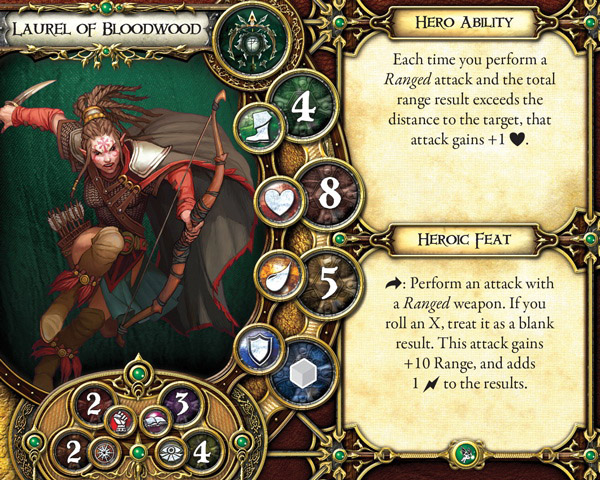 Laurel of Bloodwood
4
8
5
2
3
2
4
Hero Ability
Each time you perform a
Ranged attack and the total
range result exceeds the
distance to the target, that
attack gains +1 ♥.
Heroic Feat
: Perform an attack with
a Ranged weapon. If you
roll an X, treat it as a blank
result. This attack gains
+10 Range, and adds
1 to the results.